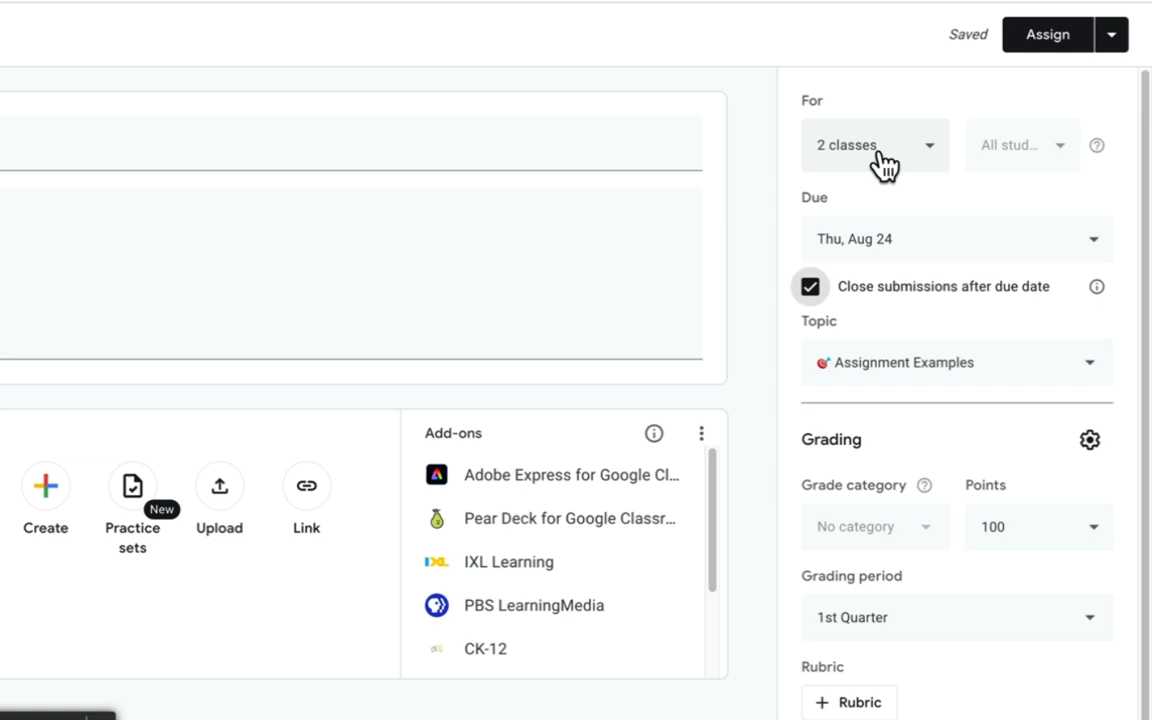 Saved
Assign
For
2 classes
All stud...
Due
Thu, Aug 24
Close submissions after due date
Topic
🎯 Assignment Examples
Grading
Grade category
Points
No category
100
Grading period
1st Quarter
Rubric
+ Rubric
Create
Practice
sets
New
Upload
Link
Add-ons
Adobe Express for Google Cl...
Pear Deck for Google Classr...
IXL Learning
PBS LearningMedia
CK-12